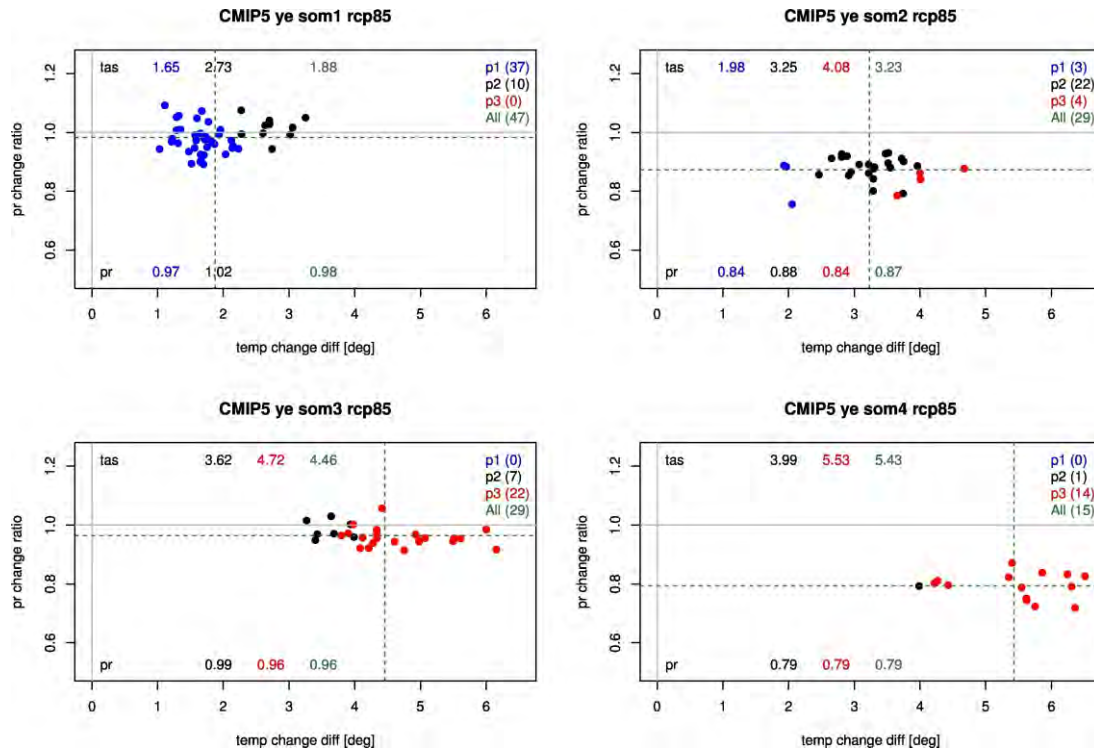 CMIP5 ye som1 rcp85
tas 1.65 2.73 1.88 p1 (37)
p2 (10)
p3 (0)
All (47)
pr 0.97 1.02 0.98
pr change ratio
0.6 0.8 1.0 1.2
0 1 2 3 4 5 6
temp change diff [deg]
CMIP5 ye som2 rcp85
tas 1.98 3.25 4.08 3.23 p1 (3)
p2 (22)
p3 (4)
All (29)
pr 0.84 0.88 0.84 0.87
pr change ratio
0.6 0.8 1.0 1.2
0 1 2 3 4 5 6
temp change diff [deg]
CMIP5 ye som3 rcp85
tas 3.62 4.72 4.46 p1 (0)
p2 (7)
p3 (22)
All (29)
pr 0.99 0.96 0.96
pr change ratio
0.6 0.8 1.0 1.2
0 1 2 3 4 5 6
temp change diff [deg]
CMIP5 ye som4 rcp85
tas 3.99 5.53 5.43 p1 (0)
p2 (1)
p3 (14)
All (15)
pr 0.79 0.79 0.79
pr change ratio
0.6 0.8 1.0 1.2
0 1 2 3 4 5 6
temp change diff [deg]